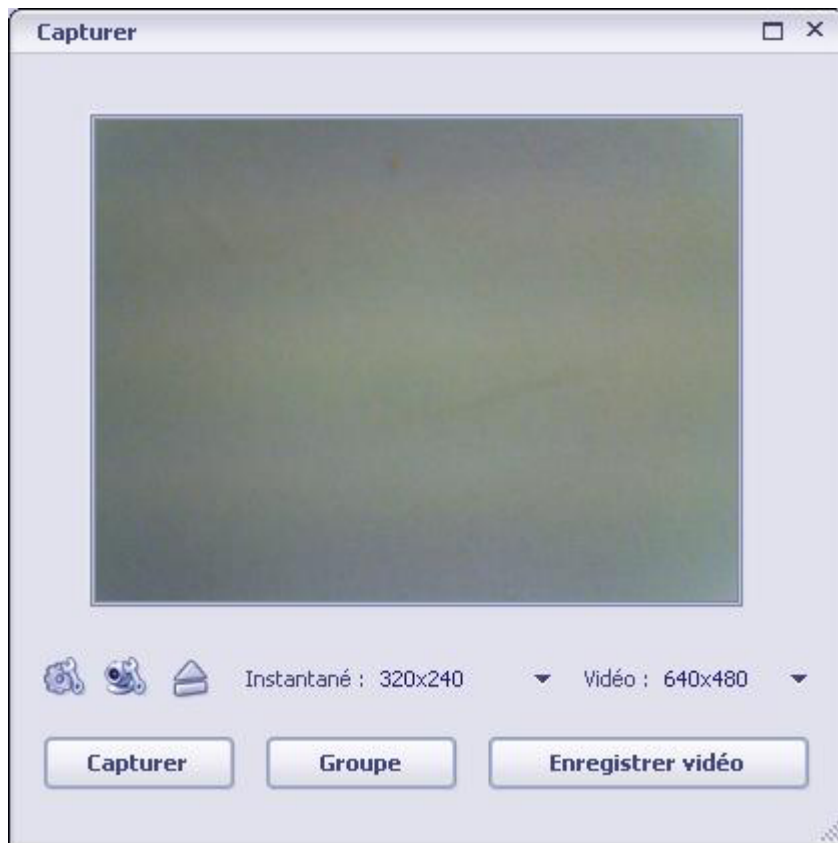 Capturer
Instantané : 320x240 Vidéo : 640x480
Capturer Groupe Enregistrer vidéo